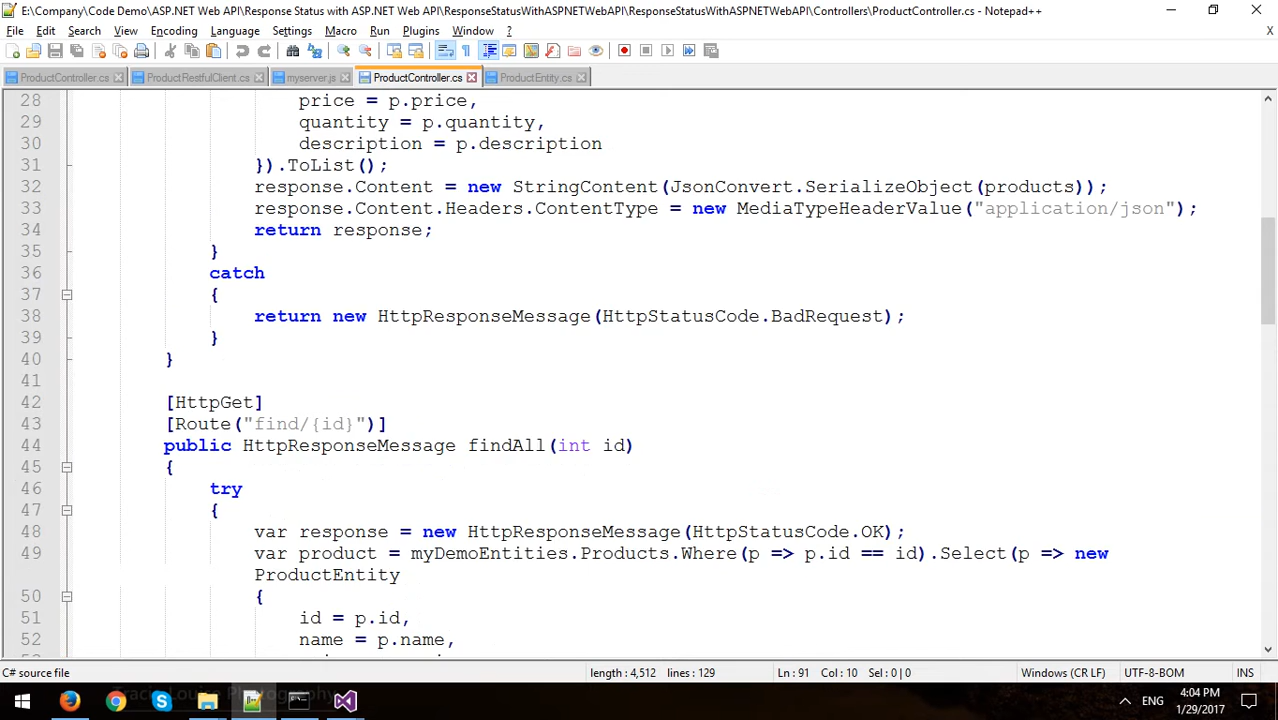 E:\Company\Code Demo\ASP.NET Web API\Response Status with ASP.NET Web API\ResponseStatusWithASPNETWebAPI\ResponseStatusWithASPNETWebAPI\Controllers\ProductController.cs - Notepad++
File Edit Search View Encoding Language Settings Macro Run Plugins Window ? X
ProductController.cs ProductRestfulClient.cs myserver.js ProductController.cs ProductEntity.cs
28 price = p.price,
29 quantity = p.quantity,
30 description = p.description
31 }).ToList();
32 response.Content = new StringContent(JsonConvert.SerializeObject(products));
33 response.Content.Headers.ContentType = new MediaTypeHeaderValue("application/json");
34 return response;
35 }
36 catch
37 {
38 return new HttpResponseMessage(HttpStatusCode.BadRequest);
39 }
40 }
41
42 [HttpGet]
43 [Route("find/{id}")]
44 public HttpResponseMessage findAll(int id)
45 {
46 try
47 {
48 var response = new HttpResponseMessage(HttpStatusCode.OK);
49 var product = myDemoEntities.Products.Where(p => p.id == id).Select(p => new
ProductEntity
50 {
51 id = p.id,
52 name = p.name,
C# source file length : 4,512 lines : 129 Ln : 91 Col : 10 Sel : 0 | 0 Windows (CR LF) UTF-8-BOM INS
ENG 4:04 PM
1/29/2017